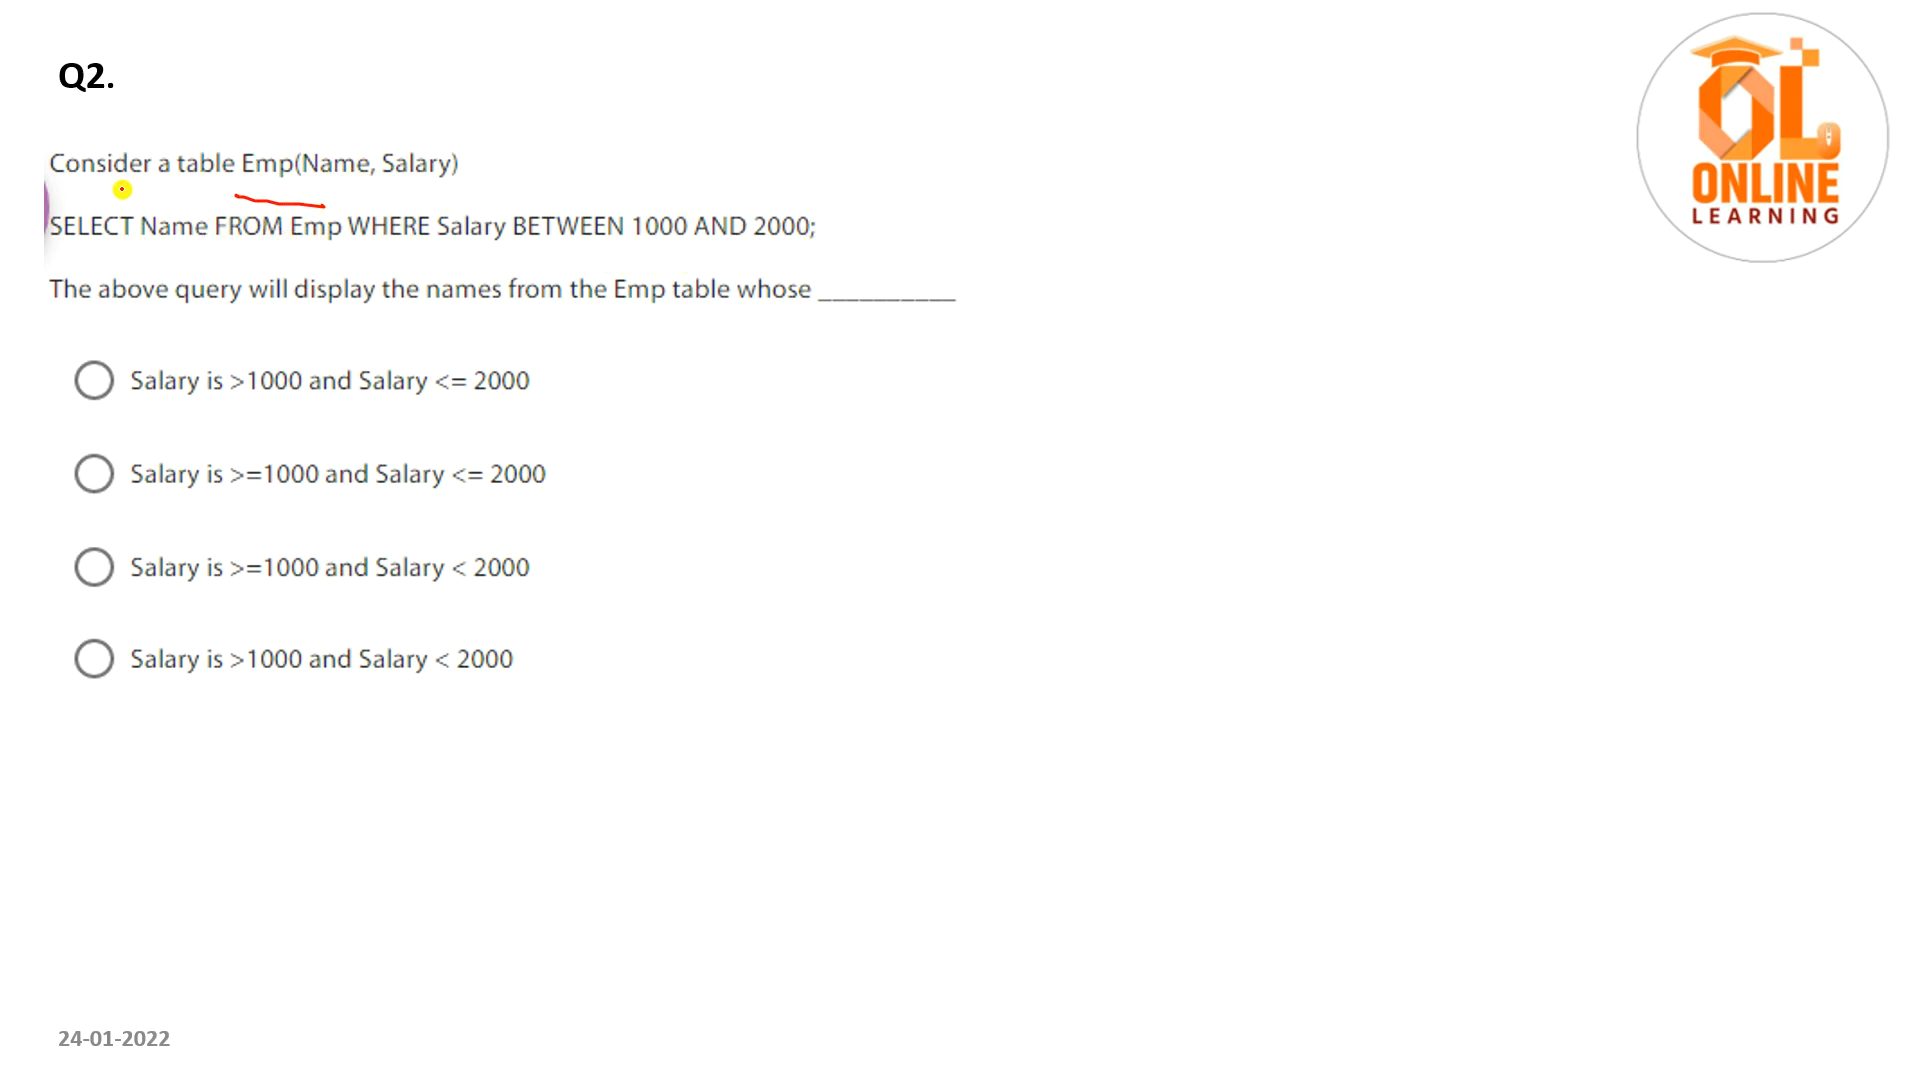 Q2.
OL
ONLINE
LEARNING
Consider a table Emp(Name, Salary)
SELECT Name FROM Emp WHERE Salary BETWEEN 1000 AND 2000;
The above query will display the names from the Emp table whose __________
Salary is >1000 and Salary <= 2000
Salary is >=1000 and Salary <= 2000
Salary is >=1000 and Salary < 2000
Salary is >1000 and Salary < 2000
24-01-2022